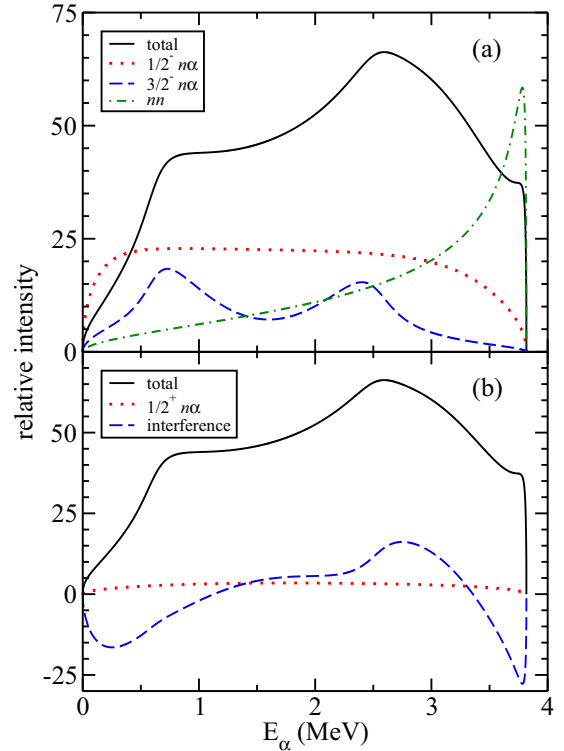 75
(a)
total
1/2⁻ nα
3/2⁻ nα
nn
50
25
0
relative intensity
(b)
total
1/2⁺ nα
interference
50
25
0
-25
0 1 2 3 4
E_α (MeV)